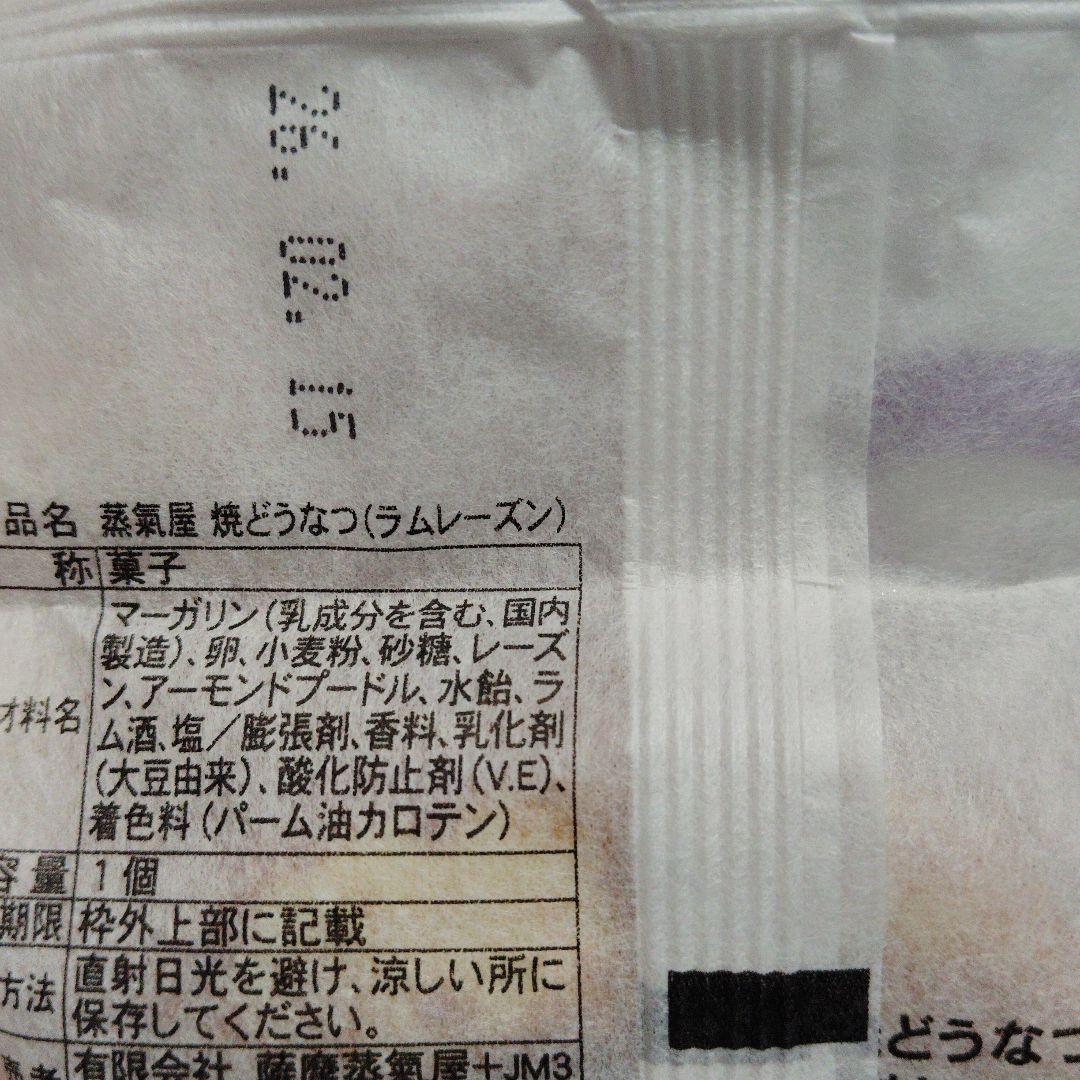 26. 02. 13
品名 蒸氣屋 焼どうなつ(ラムレーズン)
称 菓子
材料名 マーガリン(乳成分を含む、国内
製造)、卵、小麦粉、砂糖、レーズ
ン、アーモンドプードル、水飴、ラ
ム酒、塩/膨張剤、香料、乳化剤
(大豆由来)、酸化防止剤(V.E)、
着色料(パーム油カロテン)
容量 1個
期限 枠外上部に記載
方法 直射日光を避け、涼しい所に
保存してください。
者 有限会社 薩摩蒸氣屋+JM3
どうなつ